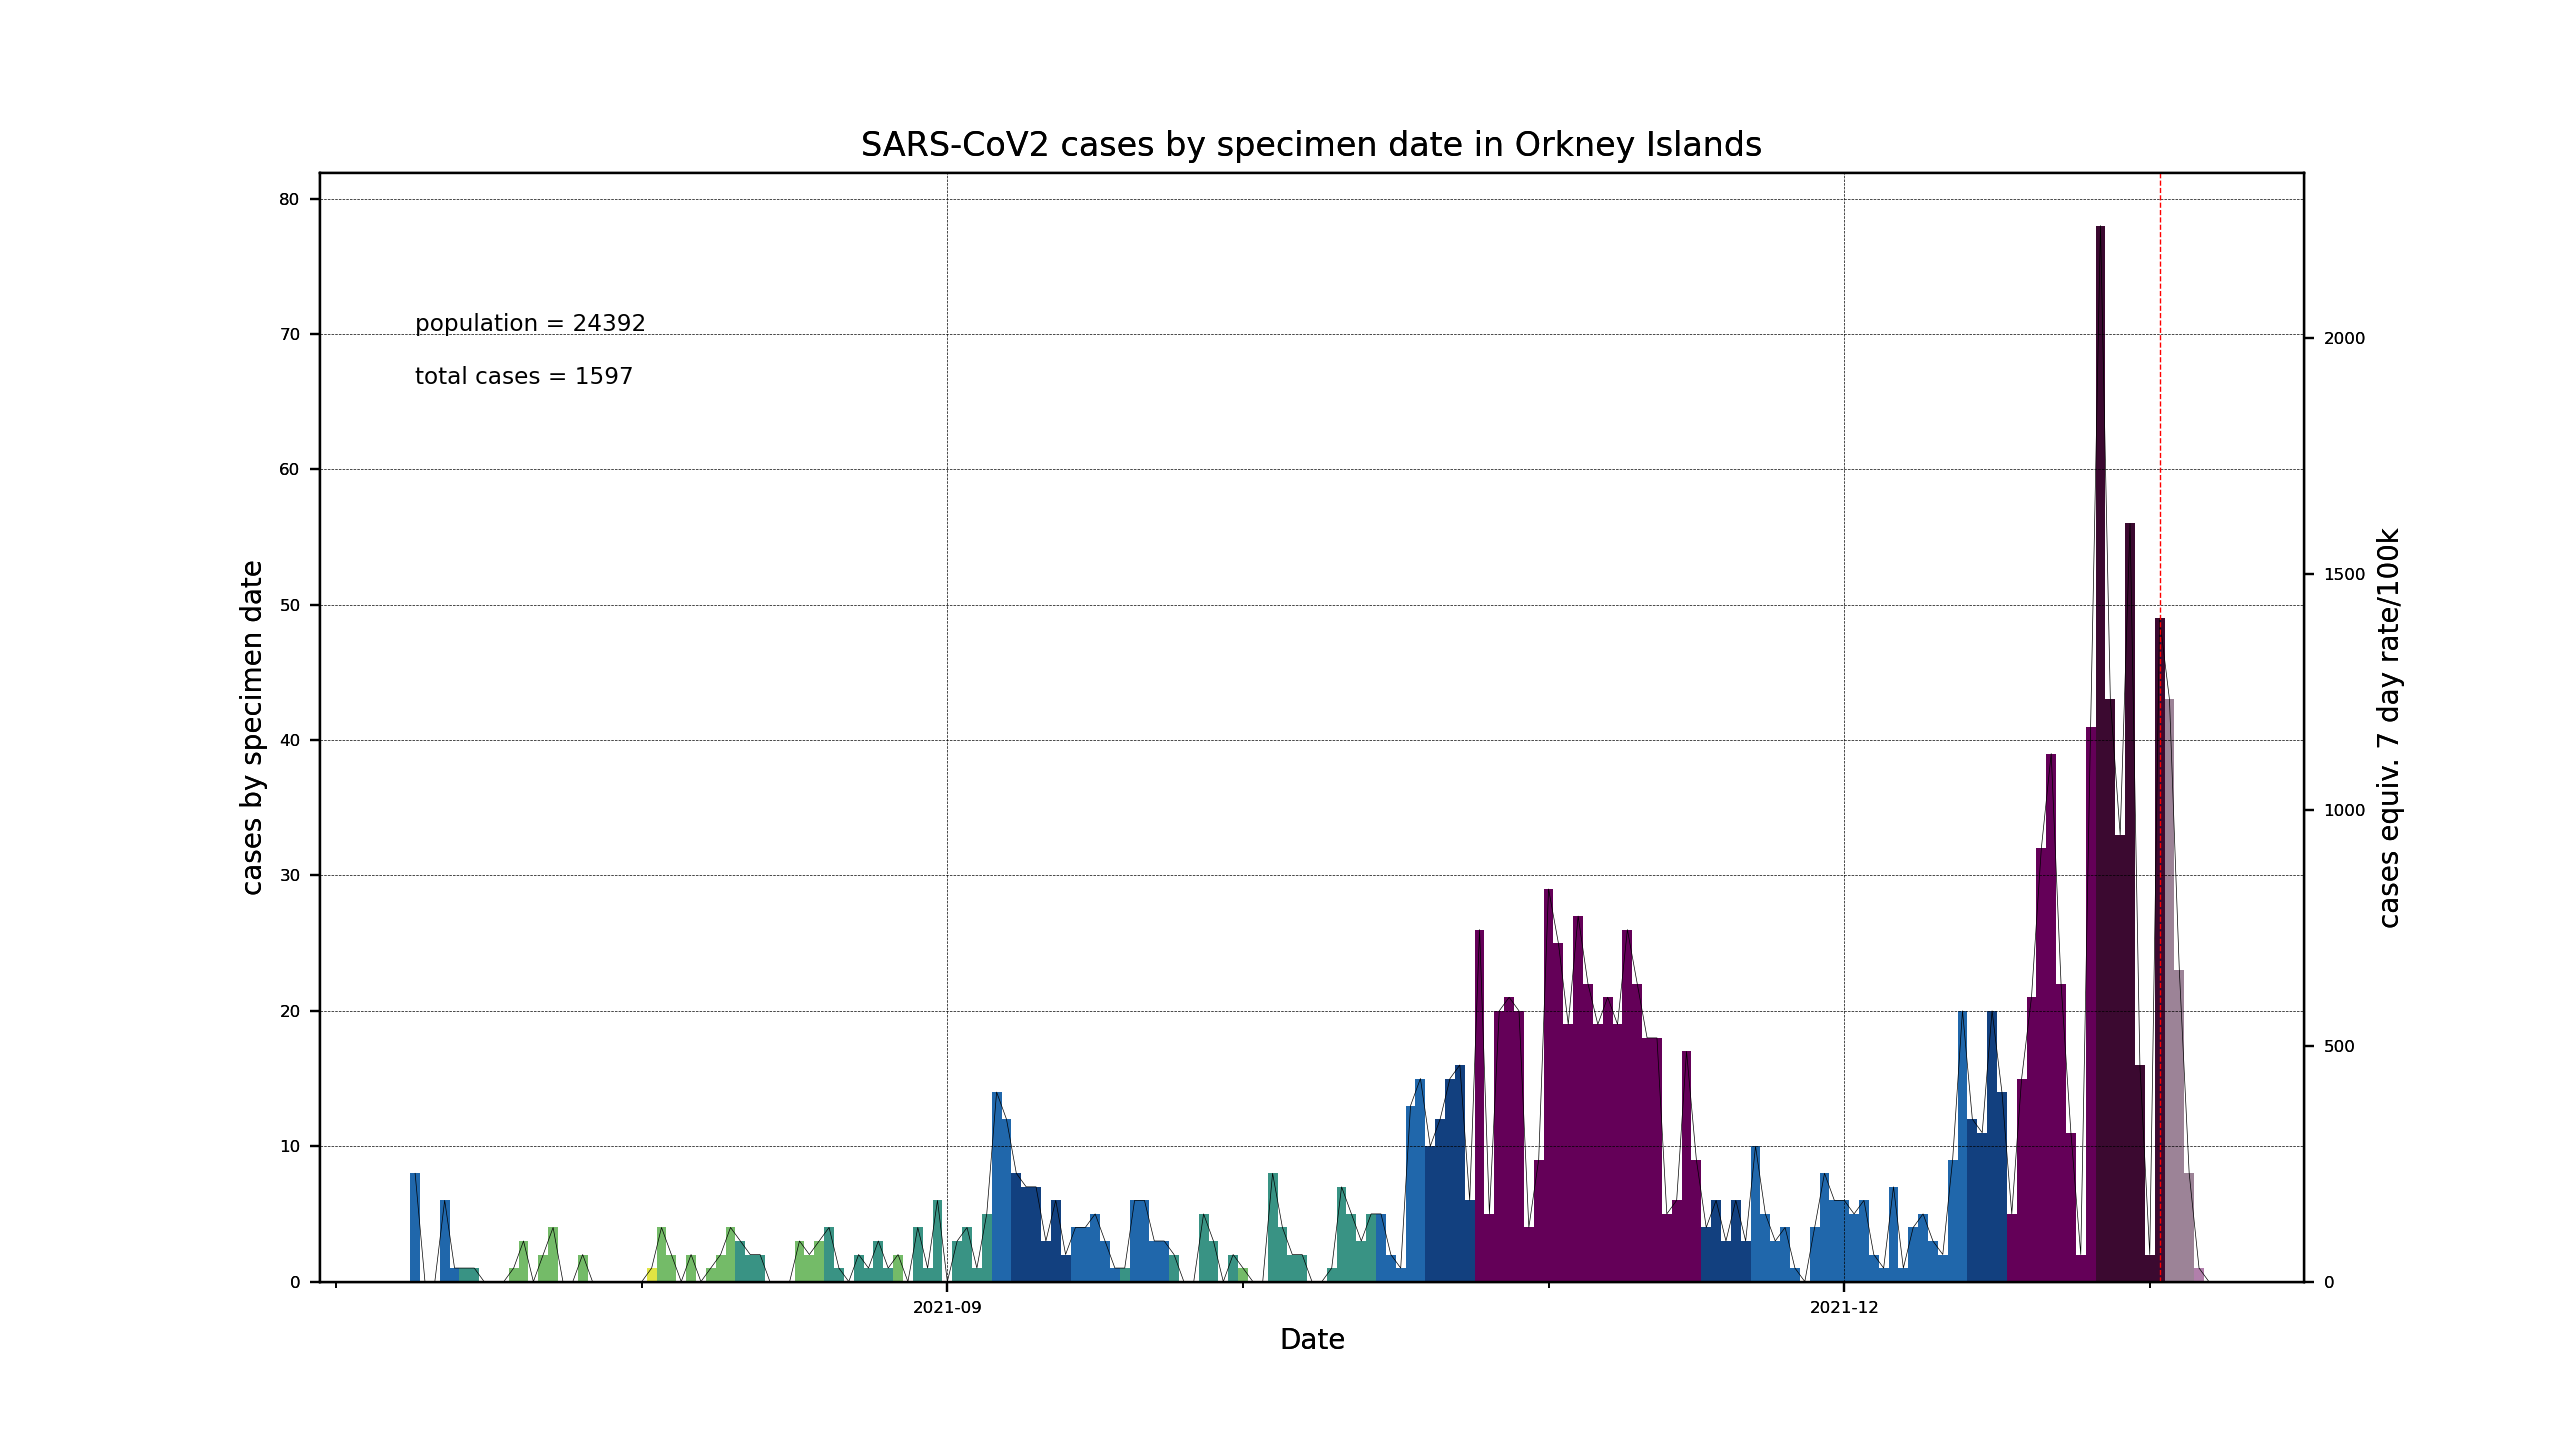 SARS-CoV2 cases by specimen date in Orkney Islands
population = 24392
total cases = 1597
cases by specimen date
80
70
60
50
40
30
20
10
0
2000
1500
1000
500
0
cases equiv. 7 day rate/100k
2021-09
2021-12
Date